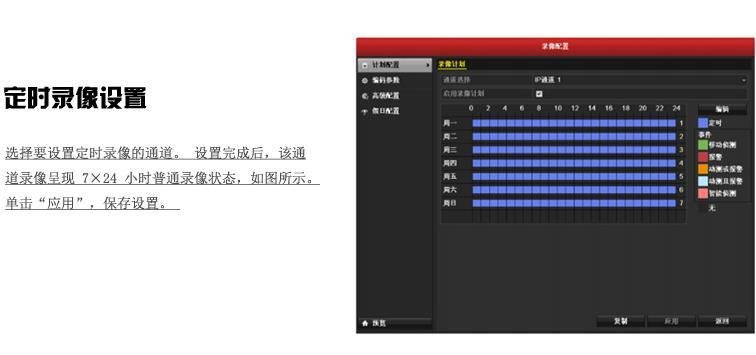 定时录像设置
选择要设置定时录像的通道。 设置完成后，该通
道录像呈现 7×24 小时普通录像状态，如图所示。
单击“应用”，保存设置。
录像配置
计划配置
编码参数
高级配置
假日配置
预览
录像计划
通道选择 IP通道 1
启用录像计划
0 2 4 6 8 10 12 14 16 18 20 22 24
周一 1
周二 2
周三 3
周四 4
周五 5
周六 6
周日 7
编辑
定时
事件
移动侦测
报警
动测或报警
动测且报警
智能侦测
无
复制 应用 返回